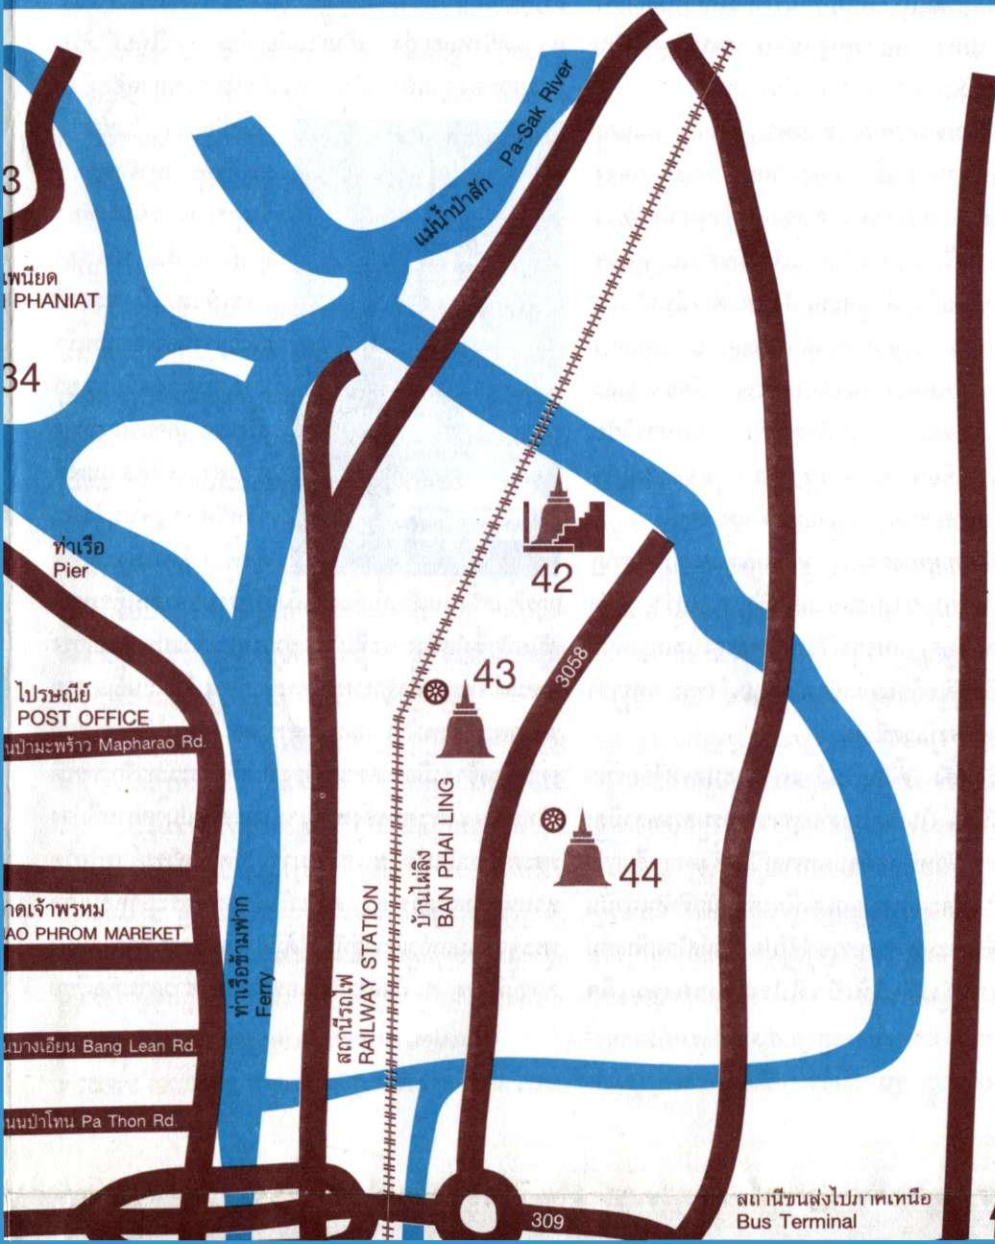 แม่น้ำป่าสัก Pa-Sak River
3
เพนียด
PHANIAT
34
ท่าเรือ
Pier
42
3058
43
ไปรษณีย์
POST OFFICE
นป่ามะพร้าว Mapharao Rd.
บ้านไผ่ลิง
BAN PHAI LING
44
าดเจ้าพรหม
AO PHROM MAREKET
ท่าเรือข้ามฟาก
Ferry
สถานีรถไฟ
RAILWAY STATION
นบางเอียน Bang Lean Rd.
นนป่าโทน Pa Thon Rd.
309
สถานีขนส่งไปภาคเหนือ
Bus Terminal